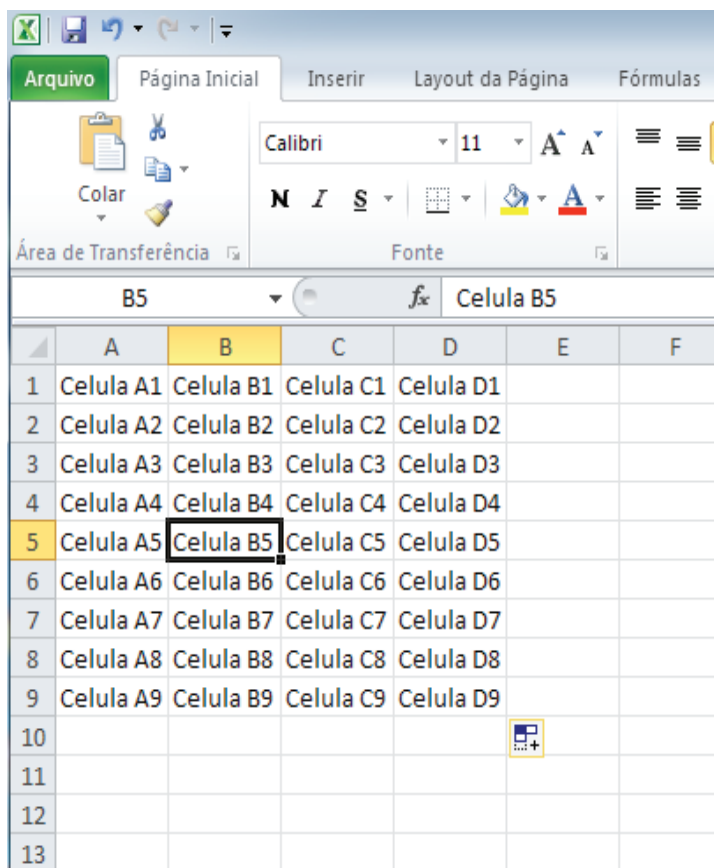 Arquivo Página Inicial Inserir Layout da Página Fórmulas
Calibri 11 A A
Colar
N I S A
Área de Transferência Fonte
B5 fx Celula B5
A B C D E F
1 Celula A1 Celula B1 Celula C1 Celula D1
2 Celula A2 Celula B2 Celula C2 Celula D2
3 Celula A3 Celula B3 Celula C3 Celula D3
4 Celula A4 Celula B4 Celula C4 Celula D4
5 Celula A5 Celula B5 Celula C5 Celula D5
6 Celula A6 Celula B6 Celula C6 Celula D6
7 Celula A7 Celula B7 Celula C7 Celula D7
8 Celula A8 Celula B8 Celula C8 Celula D8
9 Celula A9 Celula B9 Celula C9 Celula D9
10
11
12
13